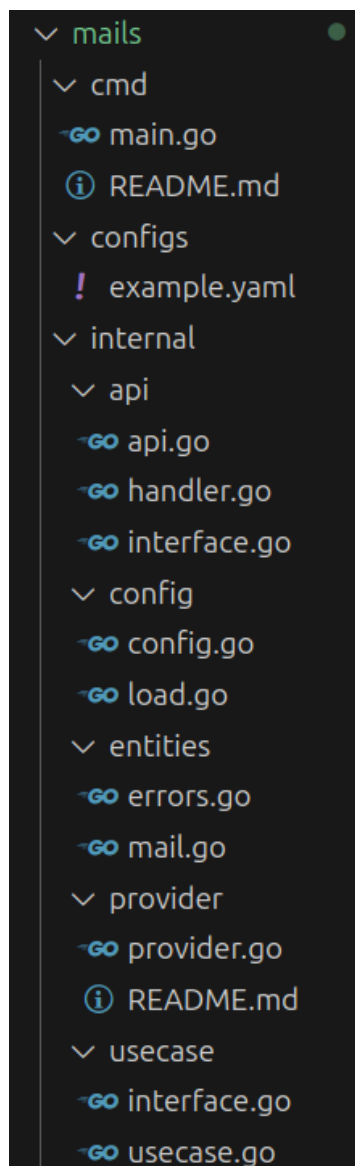 mails
cmd
GO main.go
README.md
configs
! example.yaml
internal
api
GO api.go
GO handler.go
GO interface.go
config
GO config.go
GO load.go
entities
GO errors.go
GO mail.go
provider
GO provider.go
README.md
usecase
GO interface.go
GO usecase.go